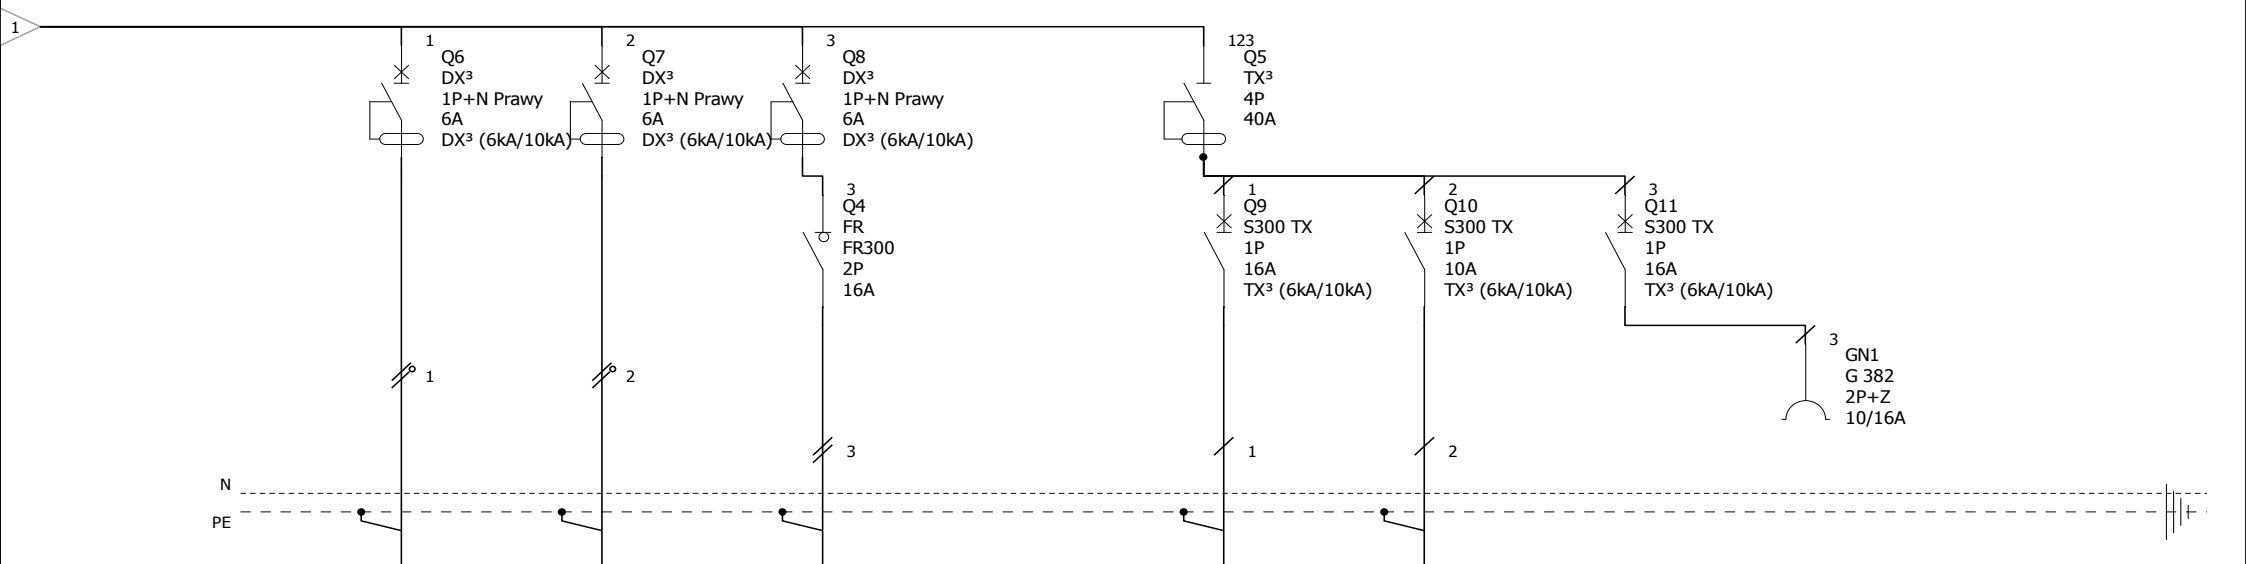 1
1
Q6
DX³
1P+N Prawy
6A
DX³ (6kA/10kA)
2
Q7
DX³
1P+N Prawy
6A
DX³ (6kA/10kA)
3
Q8
DX³
1P+N Prawy
6A
DX³ (6kA/10kA)
123
Q5
TX³
4P
40A
3
Q4
FR
FR300
2P
16A
1
Q9
S300 TX
1P
16A
TX³ (6kA/10kA)
2
Q10
S300 TX
1P
10A
TX³ (6kA/10kA)
3
Q11
S300 TX
1P
16A
TX³ (6kA/10kA)
3
GN1
G 382
2P+Z
10/16A
1
2
3
1
2
N
PE